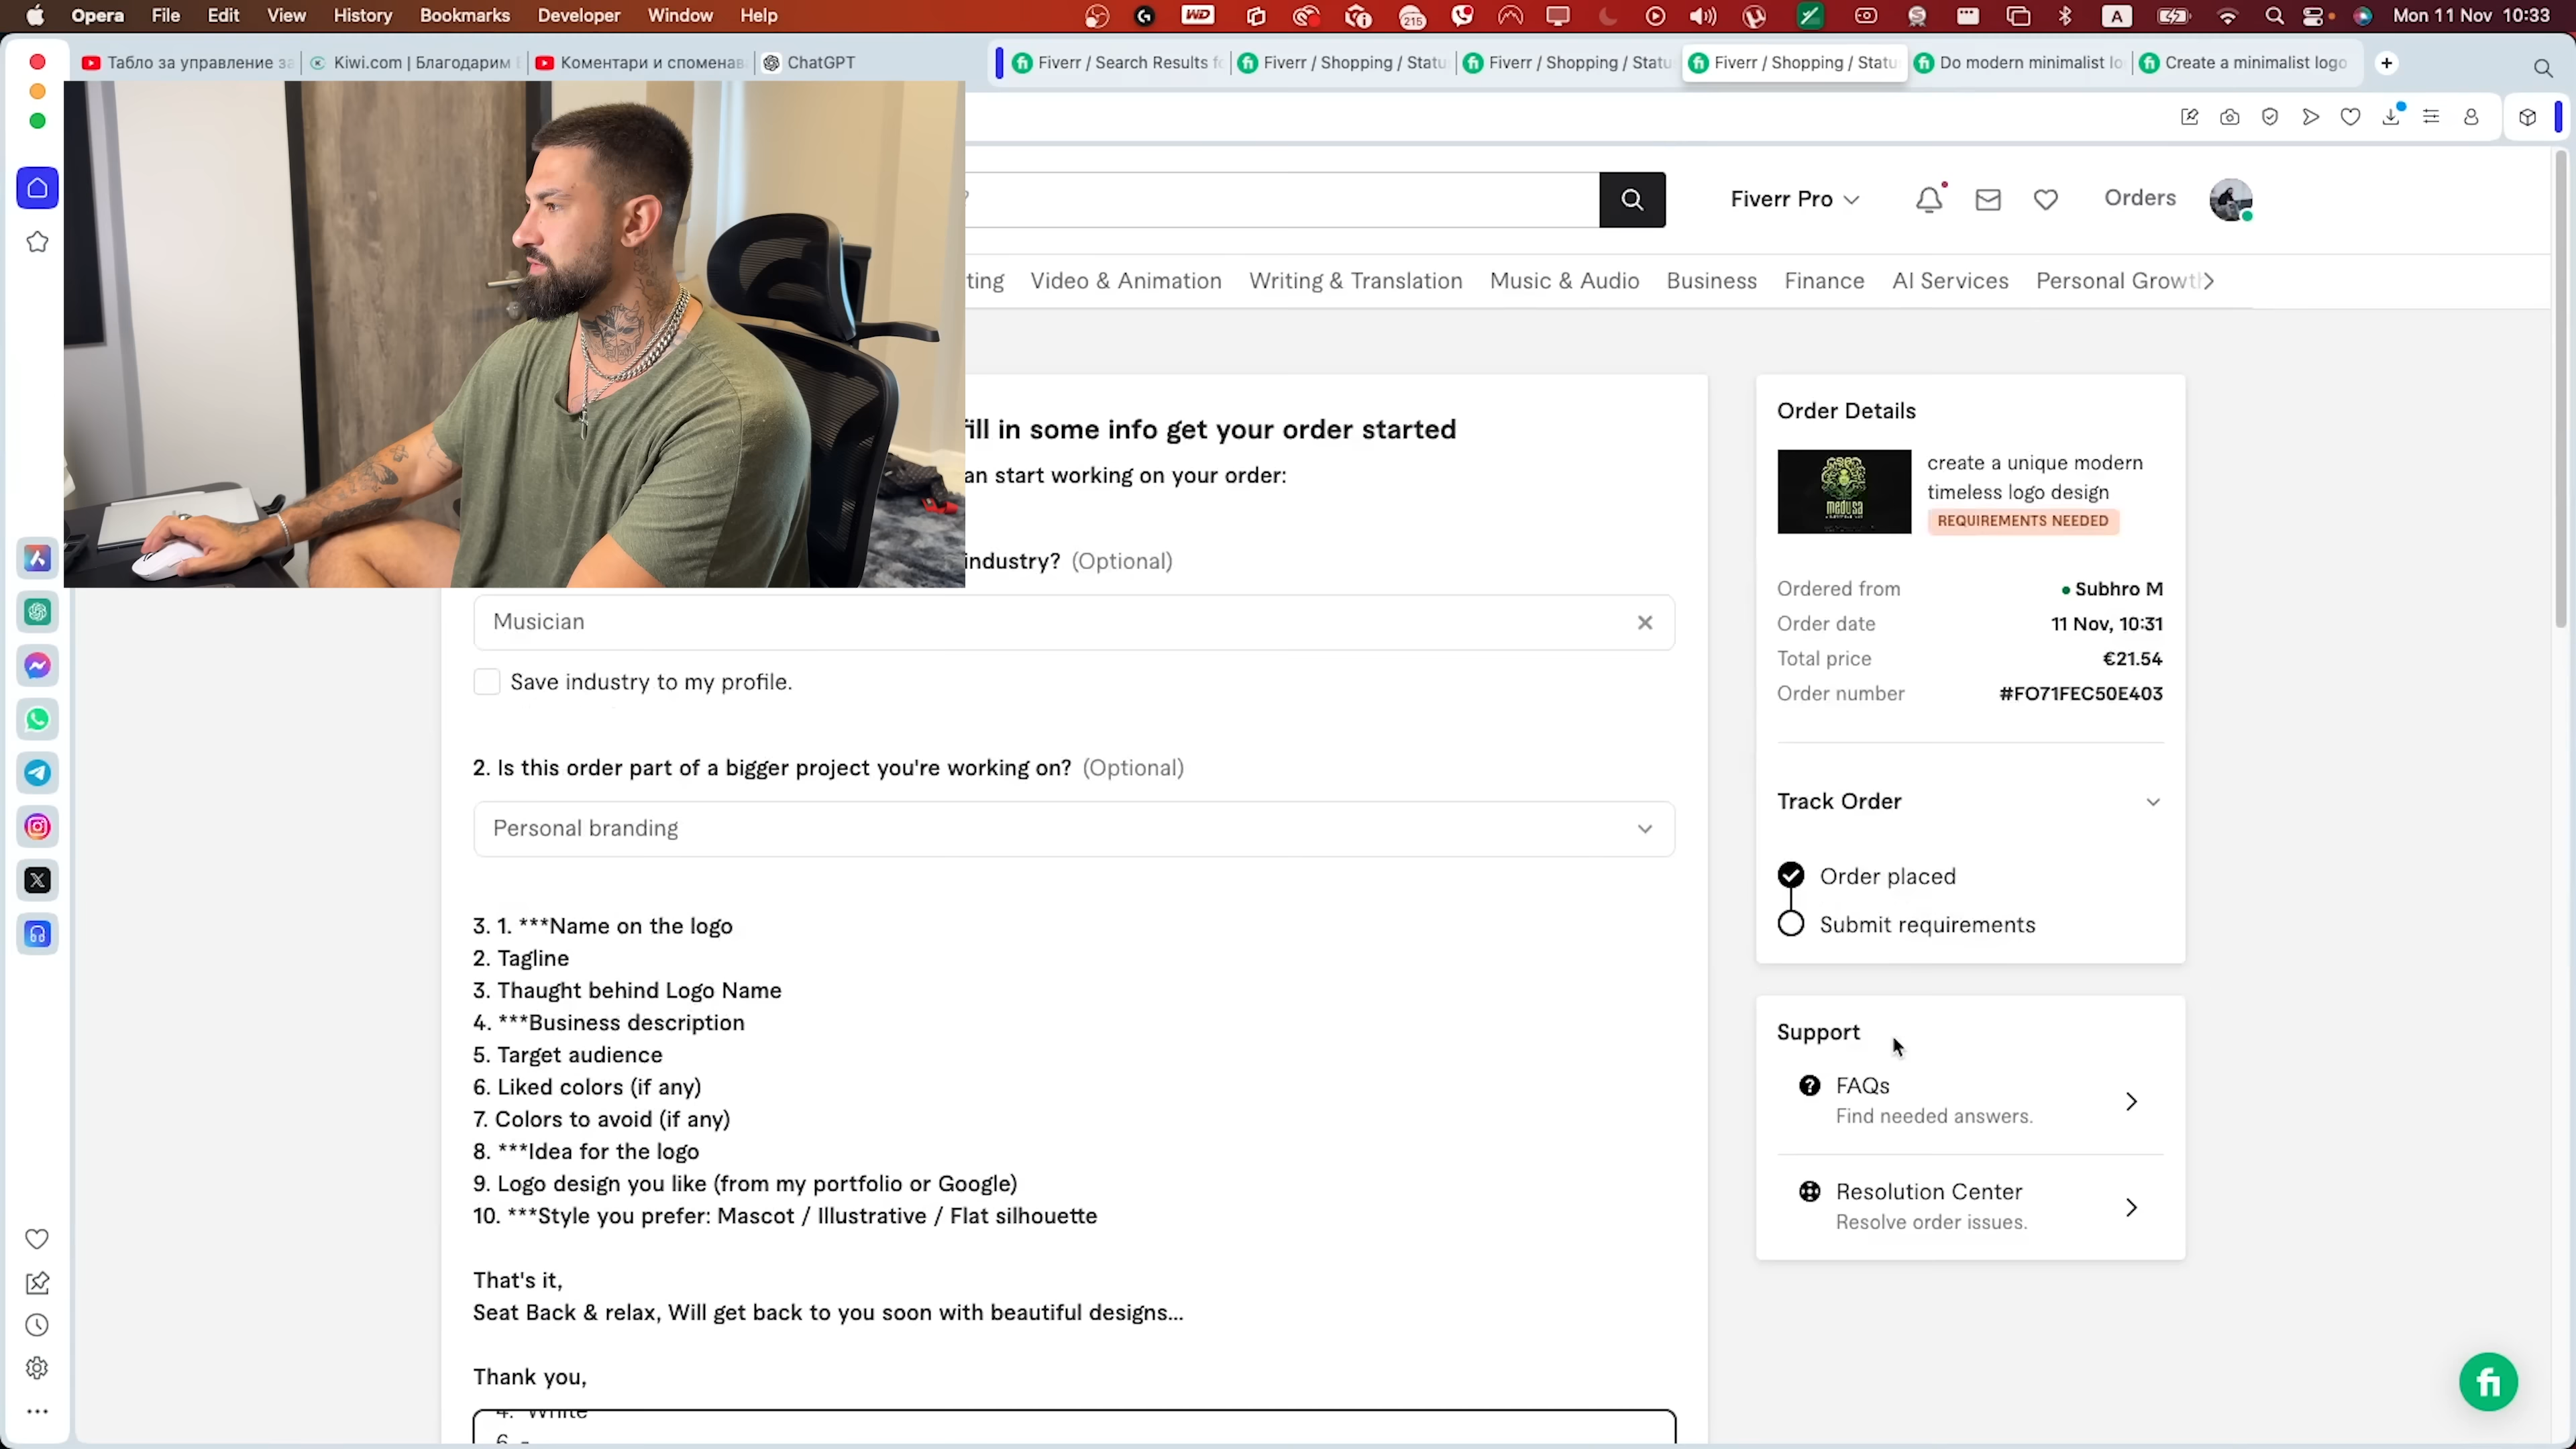 Opera File Edit View History Bookmarks Developer Window Help
215 A Mon 11 Nov 10:33
Табло за управление за
Kiwi.com | Благодарим
Коментари и споменав
ChatGPT
Fiverr / Search Results fo
Fiverr / Shopping / Statu
Fiverr / Shopping / Statu
Fiverr / Shopping / Statu
Do modern minimalist lo
Create a minimalist logo
Fiverr Pro
Orders
ting Video & Animation Writing & Translation Music & Audio Business Finance AI Services Personal Growth
fill in some info get your order started
an start working on your order:
industry? (Optional)
Musician
Save industry to my profile.
2. Is this order part of a bigger project you're working on? (Optional)
Personal branding
3. 1. ***Name on the logo
2. Tagline
3. Thaught behind Logo Name
4. ***Business description
5. Target audience
6. Liked colors (if any)
7. Colors to avoid (if any)
8. ***Idea for the logo
9. Logo design you like (from my portfolio or Google)
10. ***Style you prefer: Mascot / Illustrative / Flat silhouette
That's it,
Seat Back & relax, Will get back to you soon with beautiful designs...
Thank you,
4. White
6. -
Order Details
medusa
create a unique modern
timeless logo design
REQUIREMENTS NEEDED
Ordered from Subhro M
Order date 11 Nov, 10:31
Total price €21.54
Order number #FO71FEC50E403
Track Order
Order placed
Submit requirements
Support
FAQs
Find needed answers.
Resolution Center
Resolve order issues.
fi